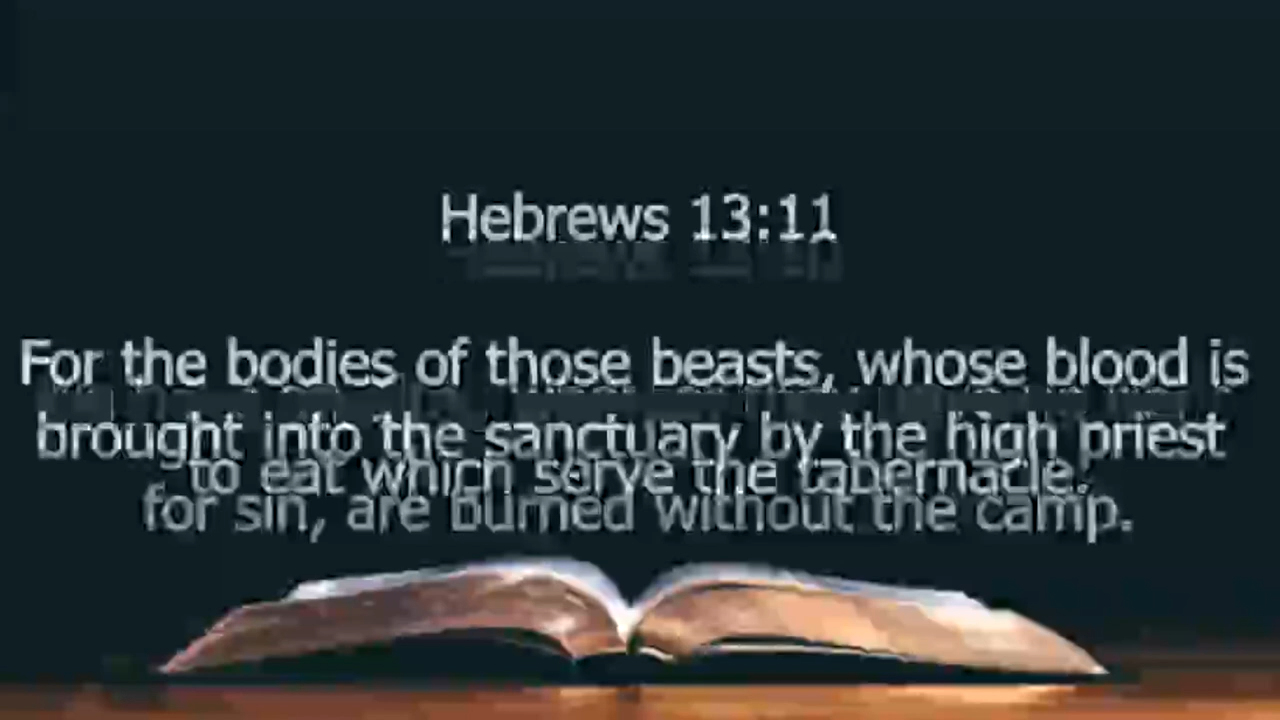 Hebrews 13:11
For the bodies of those beasts, whose blood is
brought into the sanctuary by the high priest
to eat which serve the tabernacle.
for sin, are burned without the camp.